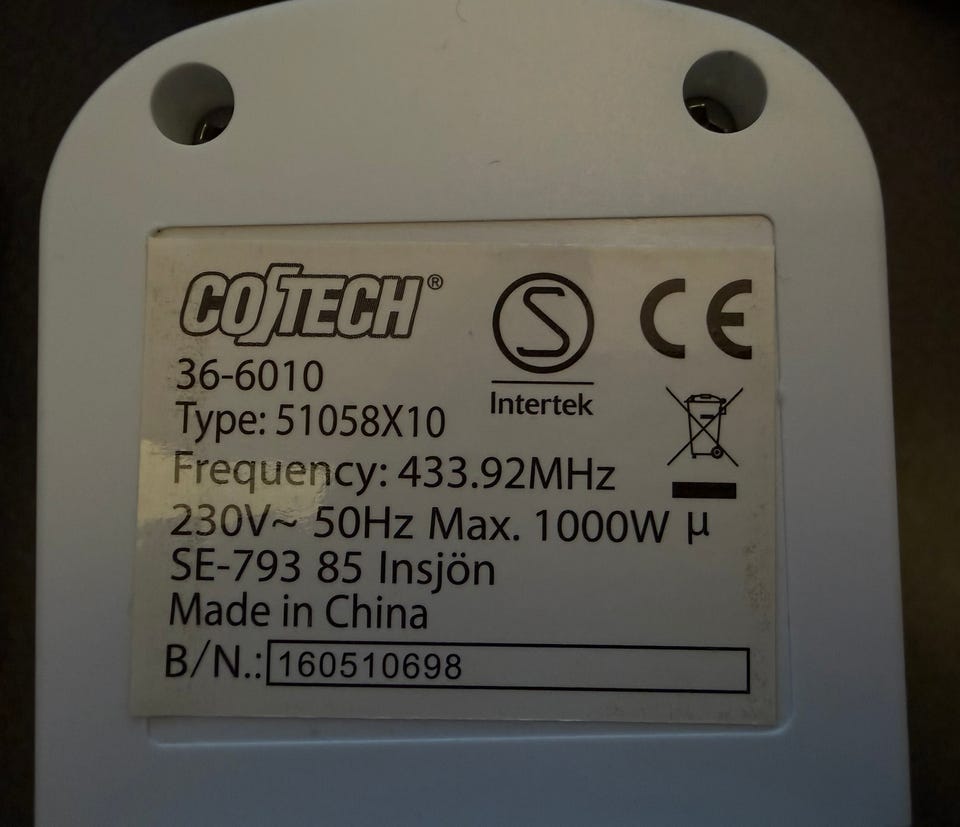 COTECH®
36-6010
Type: 51058X10
Frequency: 433.92MHz
230V~ 50Hz Max. 1000W µ
SE-793 85 Insjön
Made in China
B/N.: 160510698
S
Intertek
CE